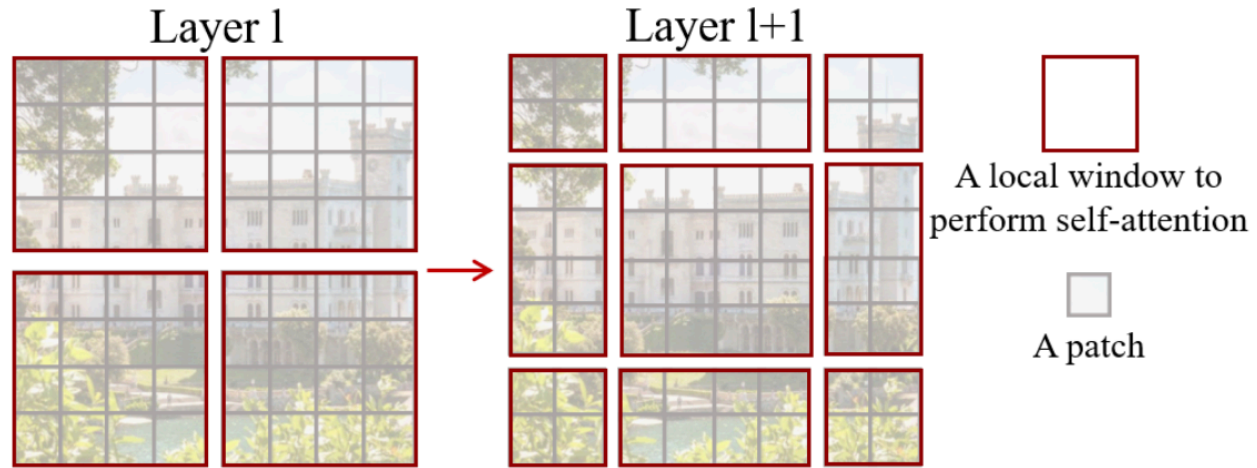 Layer l
Layer l+1
A local window to
perform self-attention
A patch